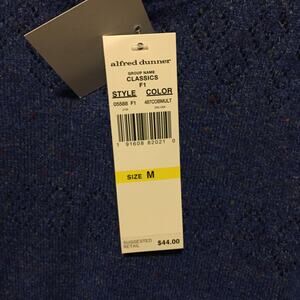 alfred dunner
GROUP NAME
CLASSICS
F1
STYLE COLOR
05588 F1 487COBMULT
1 91608 82021 0
SIZE M
SUGGESTED
RETAIL $44.00